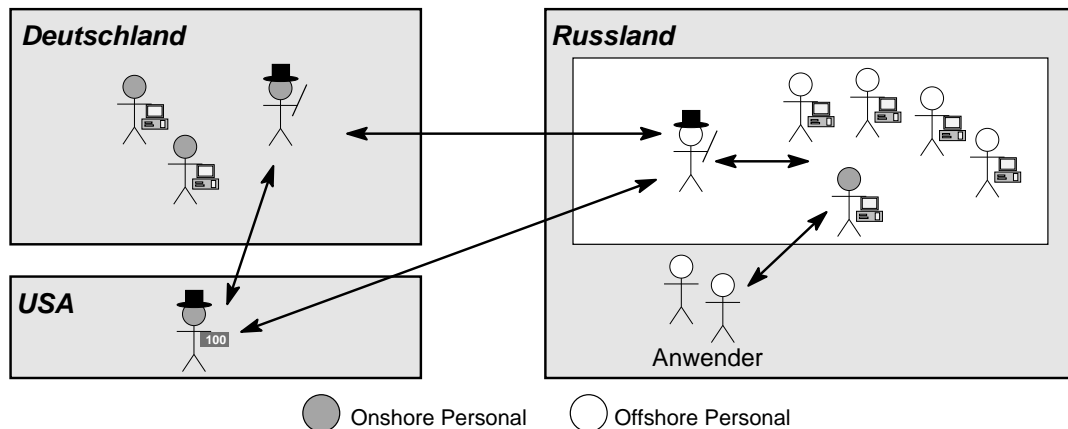 Deutschland
Russland
USA
100
Anwender
Onshore Personal
Offshore Personal